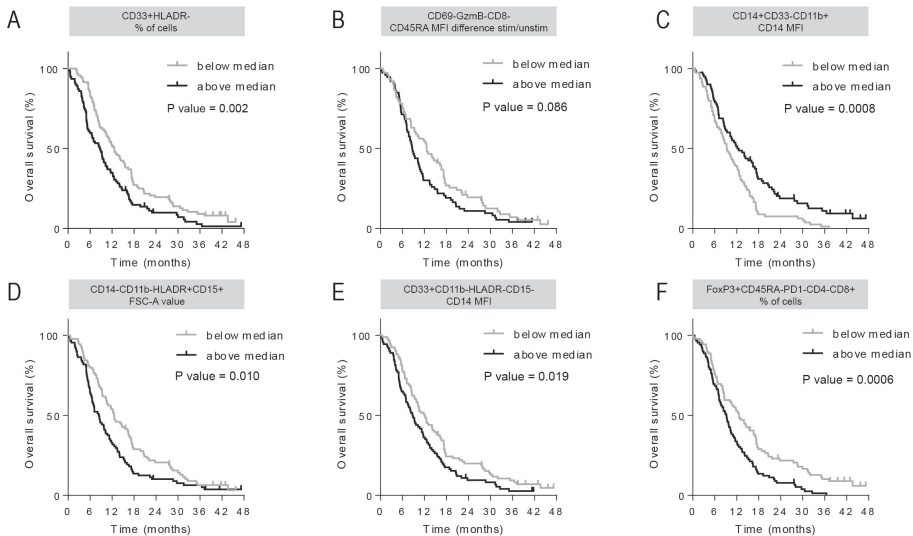 A
CD33+HLADR-
% of cells
Overall survival (%)
100
50
0
below median
above median
P value = 0.002
0 6 12 18 24 30 36 42 48
Time (months)
B
CD69-GzmB-CD8-
CD45RA MFI difference stim/unstim
Overall survival (%)
100
50
0
below median
above median
P value = 0.086
0 6 12 18 24 30 36 42 48
Time (months)
C
CD14+CD33-CD11b+
CD14 MFI
Overall survival (%)
100
50
0
below median
above median
P value = 0.0008
0 6 12 18 24 30 36 42 48
Time (months)
D
CD14-CD11b-HLADR+CD15+
FSC-A value
Overall survival (%)
100
50
0
below median
above median
P value = 0.010
0 6 12 18 24 30 36 42 48
Time (months)
E
CD33+CD11b-HLADR-CD15-
CD14 MFI
Overall survival (%)
100
50
0
below median
above median
P value = 0.019
0 6 12 18 24 30 36 42 48
Time (months)
F
FoxP3+CD45RA-PD1-CD4-CD8+
% of cells
Overall survival (%)
100
50
0
below median
above median
P value = 0.0006
0 6 12 18 24 30 36 42 48
Time (months)